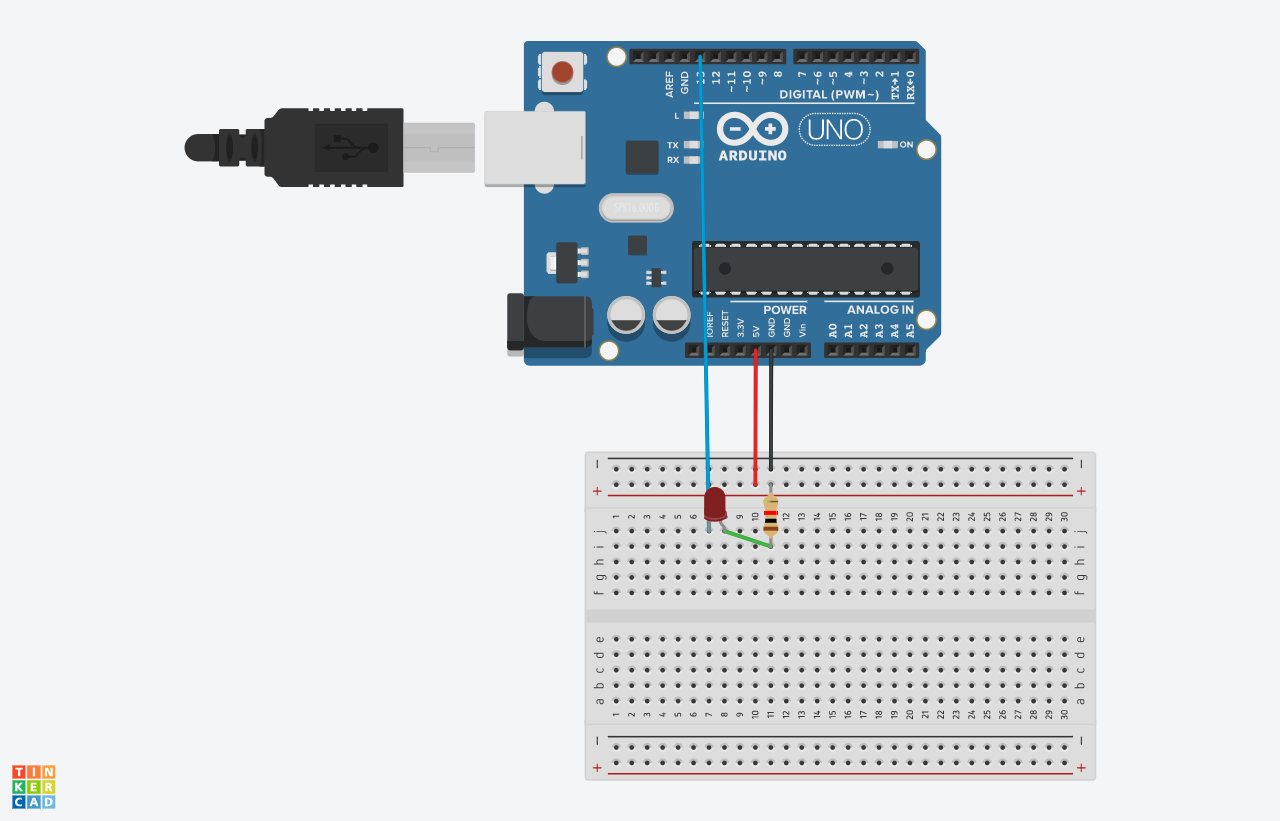 AREF
GND
13
12
~11
~10
~9
8
7
~6
~5
4
~3
2
TX→1
RX←0
DIGITAL (PWM~)
L
TX
RX
ARDUINO
UNO
ON
POWER
ANALOG IN
IOREF
RESET
3.3V
5V
GND
GND
Vin
A0
A1
A2
A3
A4
A5
− −
+ +
1 2 3 4 5 6 9 10 12 13 14 15 16 17 18 19 20 21 22 23 24 25 26 27 28 29 30
j j
i i
h h
g g
f f
e e
d d
c c
b b
a a
1 2 3 4 5 6 7 8 9 10 11 12 13 14 15 16 17 18 19 20 21 22 23 24 25 26 27 28 29 30
− −
+ +
TIN
KER
CAD